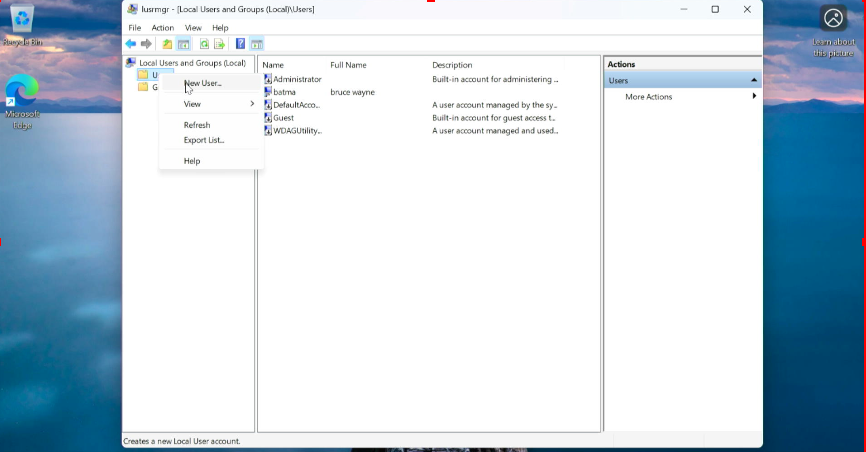 Recycle Bin
Microsoft
Edge
Learn about
this picture
lusrmgr - [Local Users and Groups (Local)\Users]
File Action View Help
Local Users and Groups (Local)
U
G
New User...
View
Refresh
Export List...
Help
Name Full Name Description
Administrator Built-in account for administering ...
batma bruce wayne
DefaultAcco... A user account managed by the sy...
Guest Built-in account for guest access t...
WDAGUtility... A user account managed and used...
Actions
Users
More Actions
Creates a new Local User account.